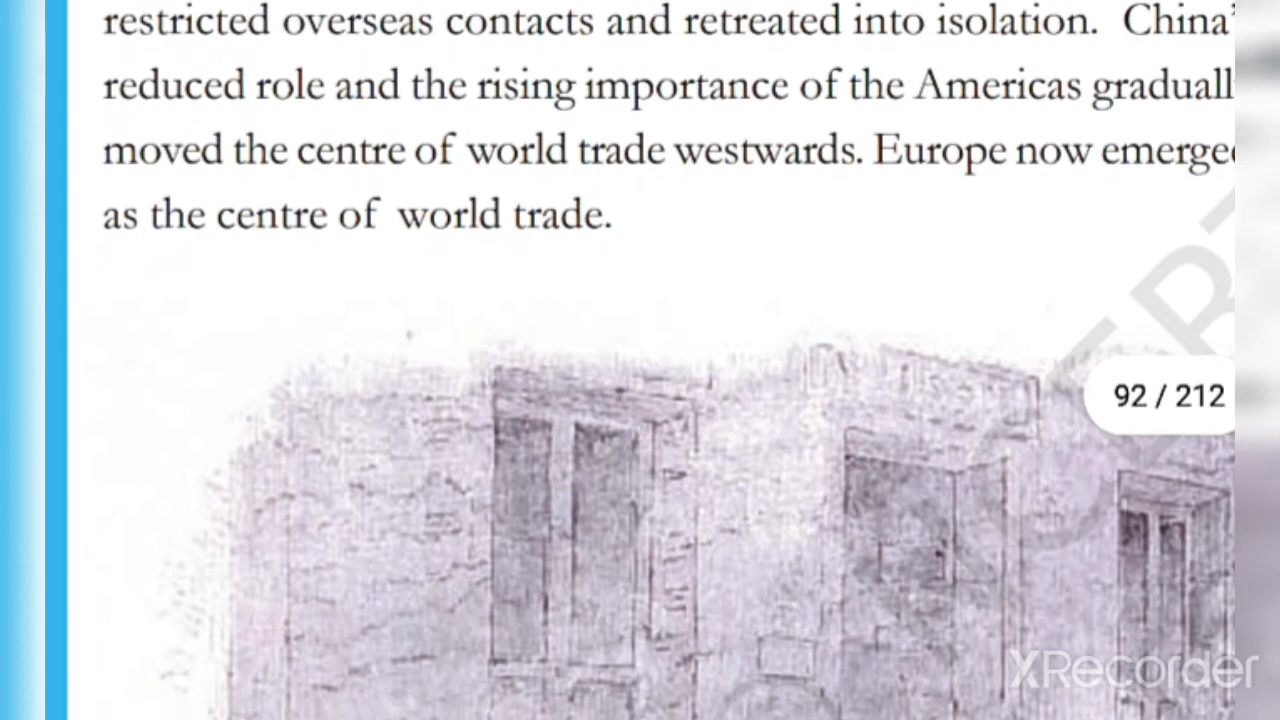 restricted overseas contacts and retreated into isolation. China'
reduced role and the rising importance of the Americas graduall
moved the centre of world trade westwards. Europe now emerged
as the centre of world trade.
92 / 212
XRecorder